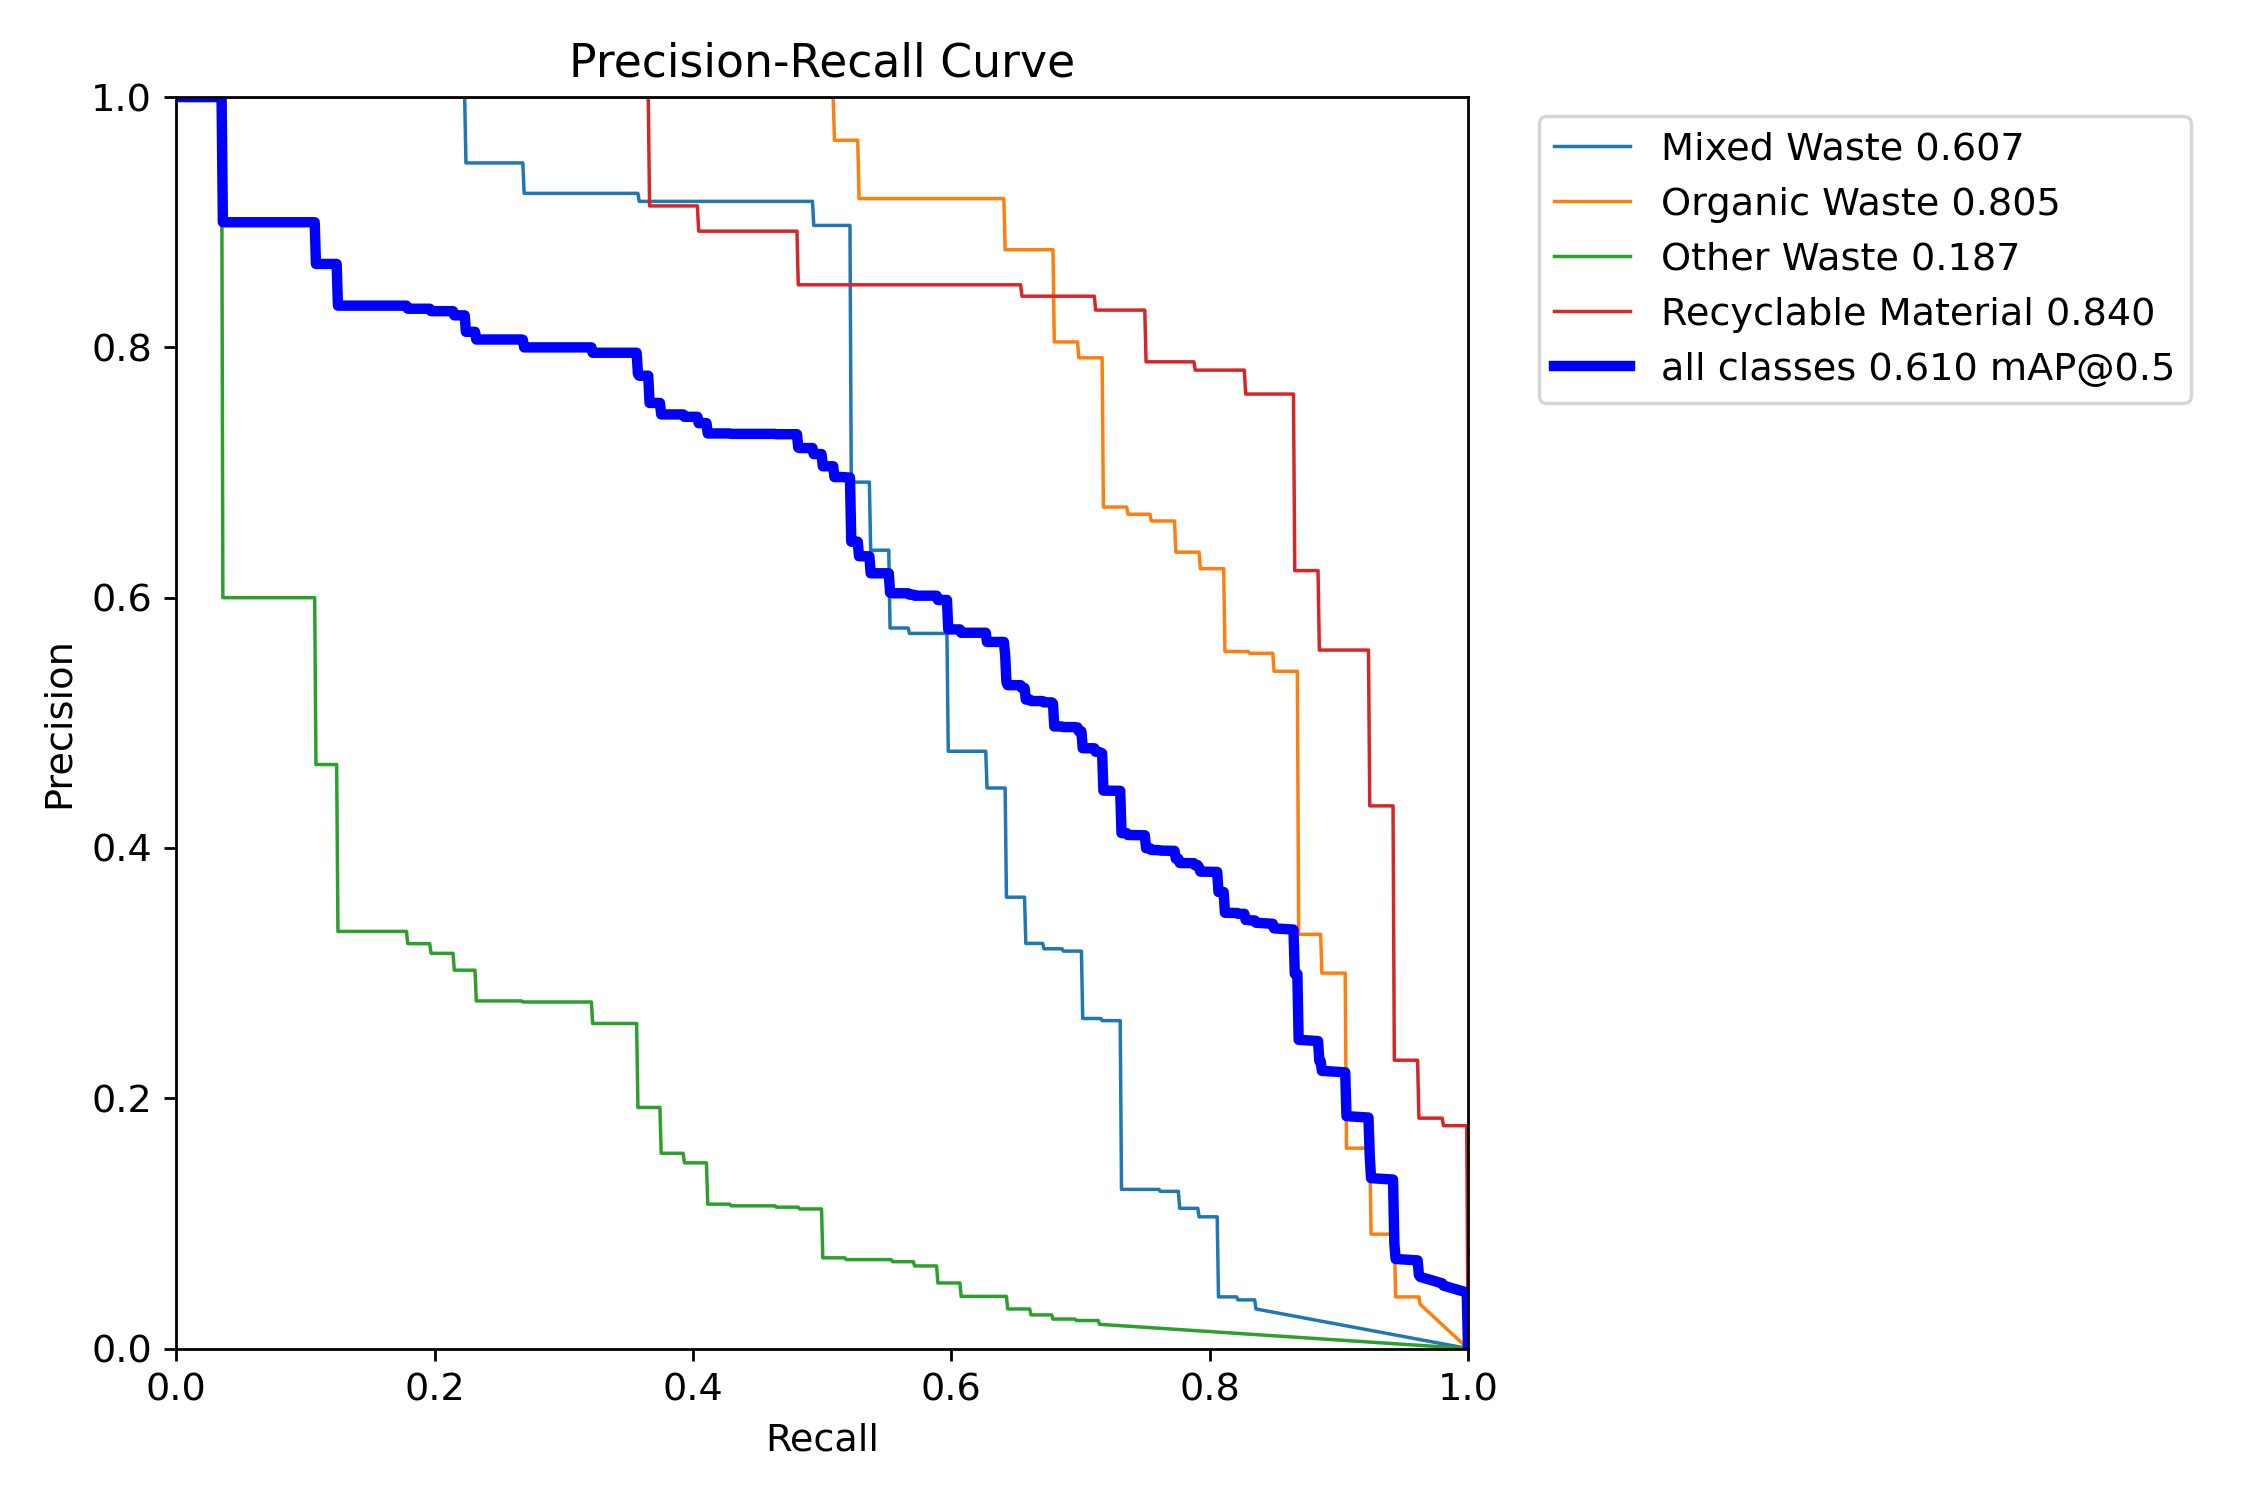 Precision-Recall Curve
1.0
0.8
0.6
0.4
0.2
0.0
Precision
0.0 0.2 0.4 0.6 0.8 1.0
Recall
Mixed Waste 0.607
Organic Waste 0.805
Other Waste 0.187
Recyclable Material 0.840
all classes 0.610 mAP@0.5